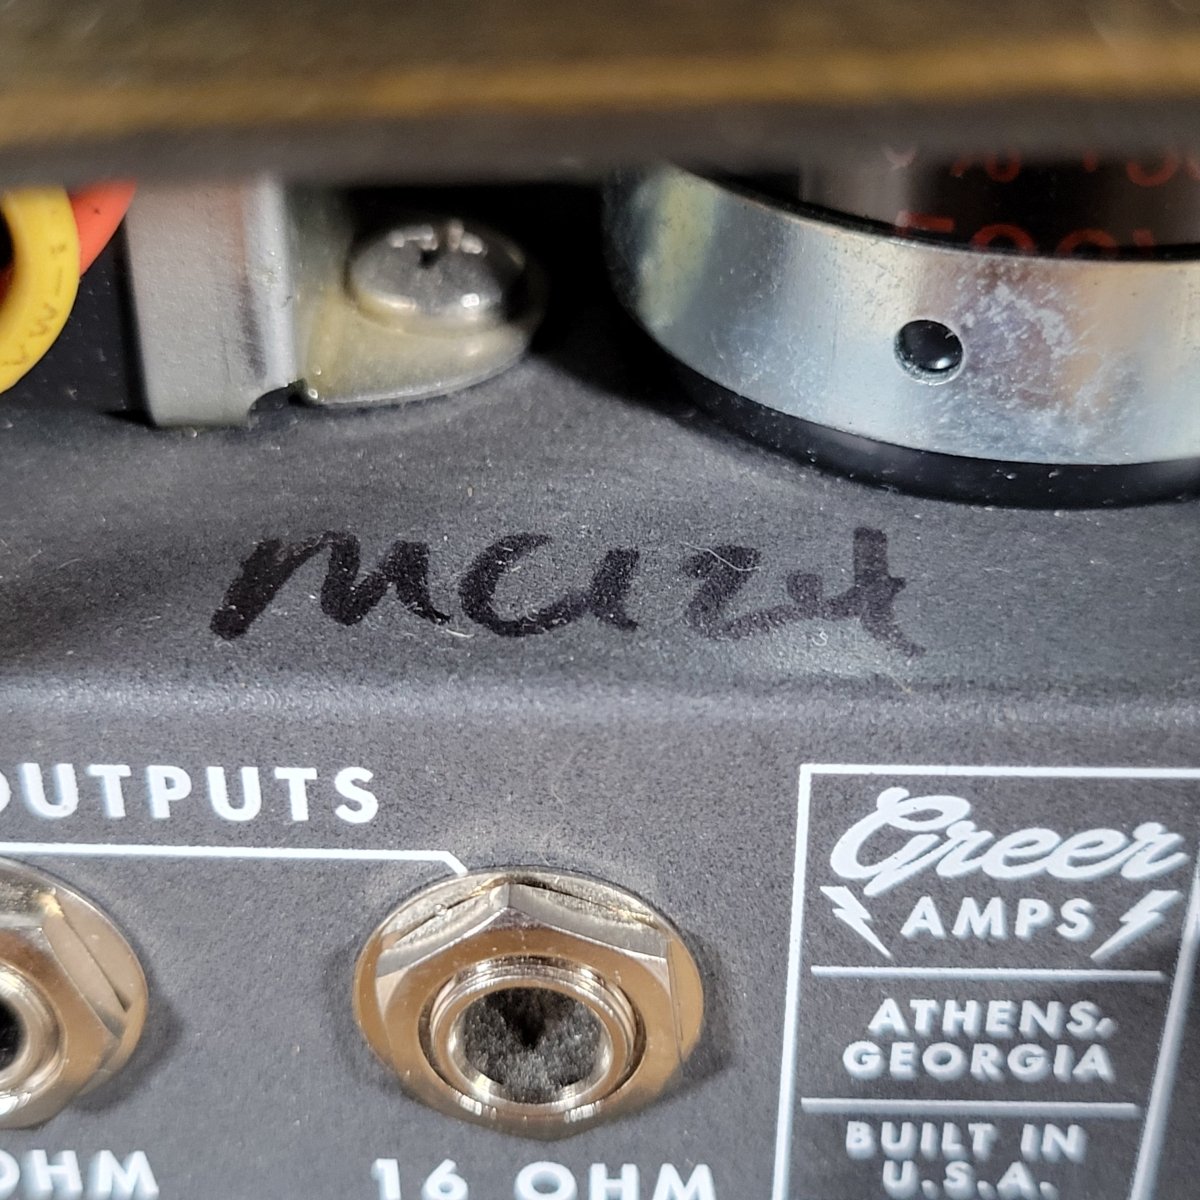 OUTPUTS
Greer
AMPS
ATHENS,
GEORGIA
BUILT IN
U.S.A.
OHM
16 OHM